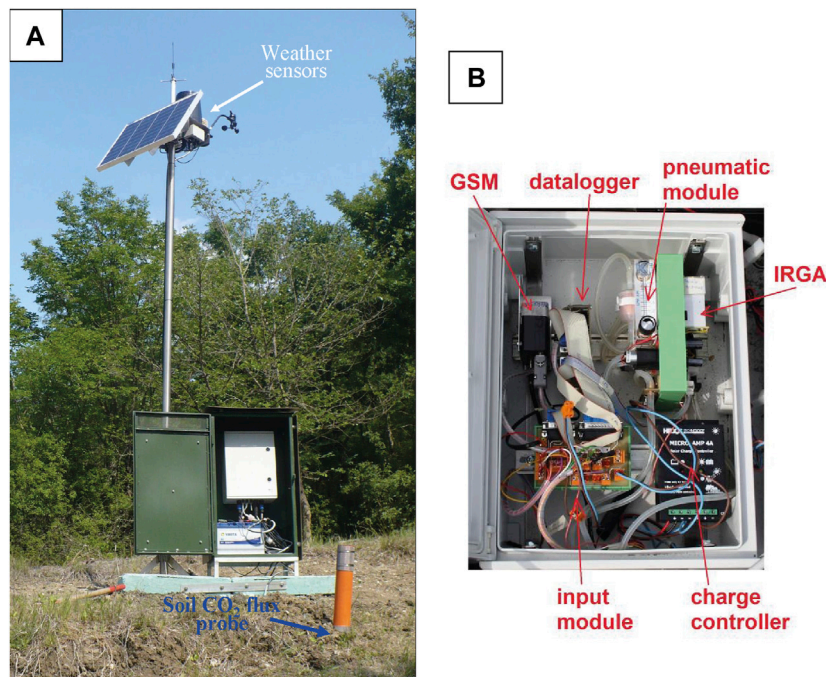 A
Weather
sensors
Soil CO2 flux
probe
B
GSM
datalogger
pneumatic
module
IRGA
MICRO AMP 4A
input
module
charge
controller